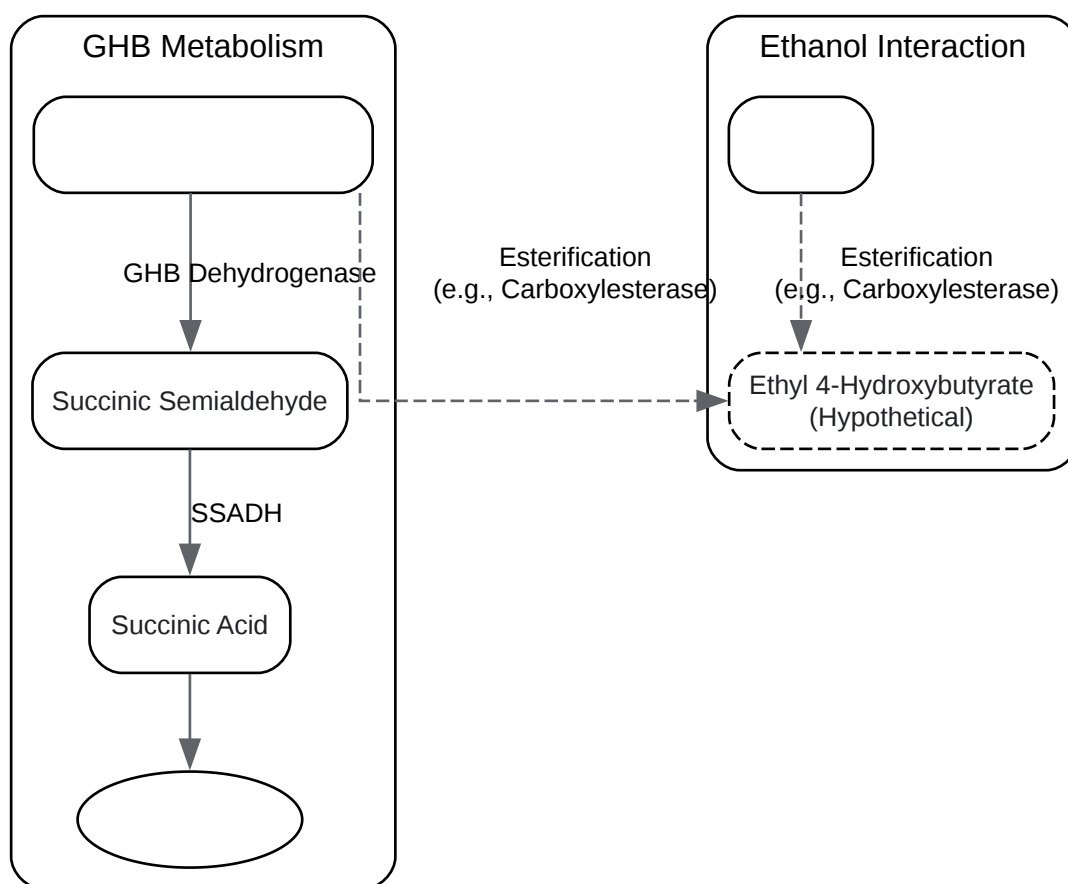 GHB Metabolism
Ethanol Interaction
GHB Dehydrogenase
Esterification
(e.g., Carboxylesterase)
Esterification
(e.g., Carboxylesterase)
Succinic Semialdehyde
Ethyl 4-Hydroxybutyrate
(Hypothetical)
SSADH
Succinic Acid